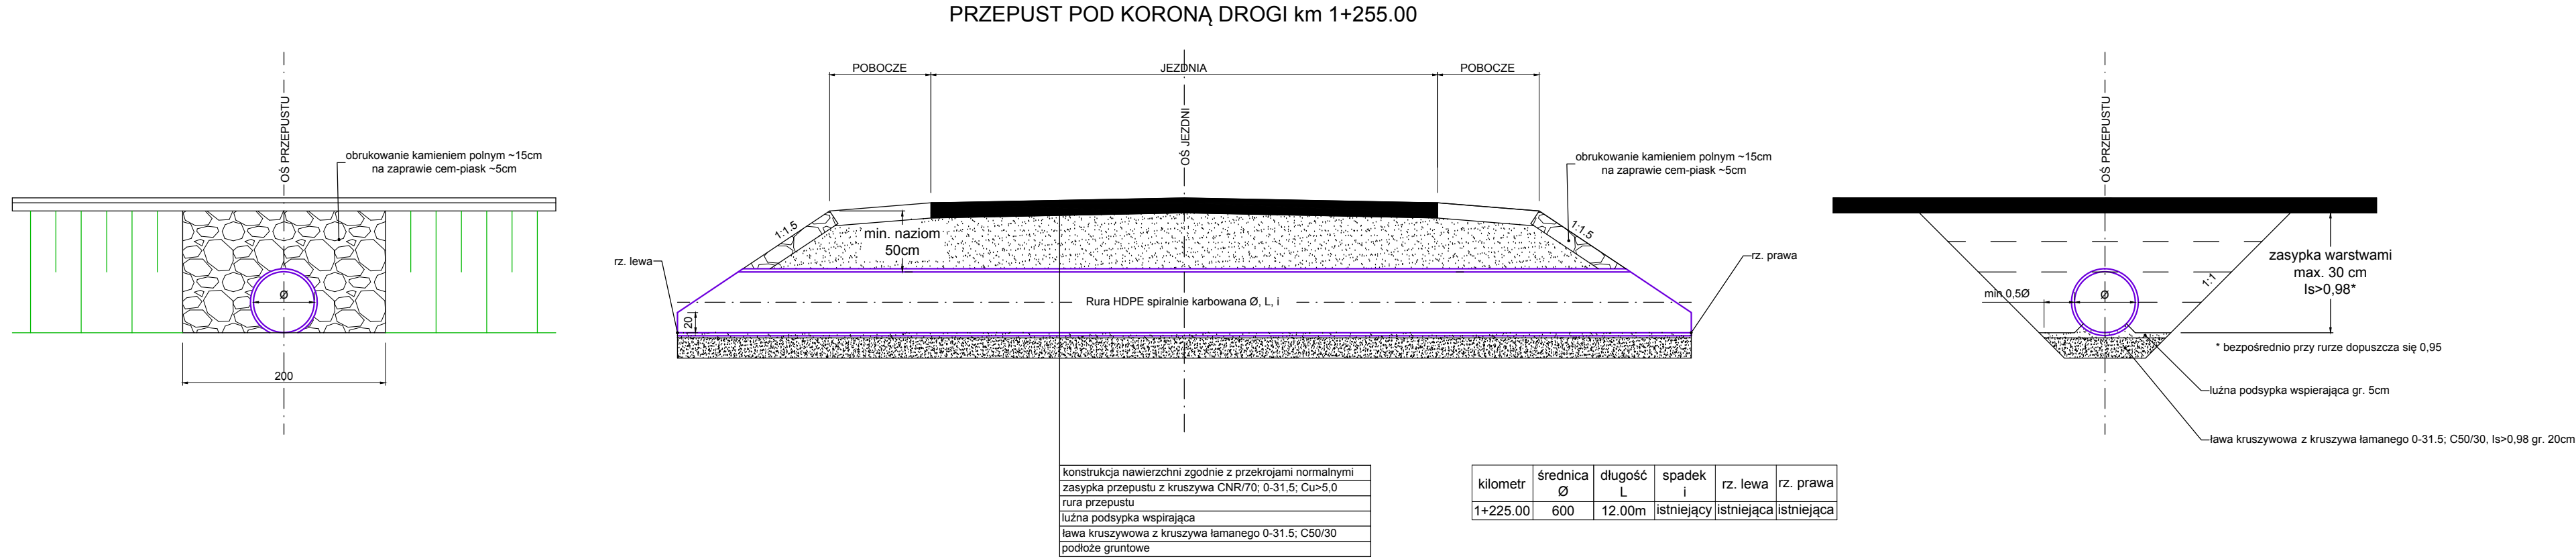 PRZEPUST POD KORONĄ DROGI km 1+255.00
OŚ PRZEPUSTU
obrukowanie kamieniem polnym ~15cm
na zaprawie cem-piask ~5cm
Ø
200
POBOCZE
JEZDNIA
POBOCZE
OŚ JEZDNI
obrukowanie kamieniem polnym ~15cm
na zaprawie cem-piask ~5cm
1:1.5
min. naziom
50cm
1:1.5
rz. lewa
rz. prawa
Rura HDPE spiralnie karbowana Ø, L, i
20
konstrukcja nawierzchni zgodnie z przekrojami normalnymi
zasypka przepustu z kruszywa CNR/70; 0-31,5; Cu>5,0
rura przepustu
luźna podsypka wspirająca
ława kruszywowa z kruszywa łamanego 0-31.5; C50/30
podłoże gruntowe
kilometr średnica Ø długość L spadek i rz. lewa rz. prawa
1+225.00 600 12.00m istniejący istniejąca istniejąca
OŚ PRZEPUSTU
zasypka warstwami
max. 30 cm
Is>0,98*
1:1
min 0,5Ø
Ø
* bezpośrednio przy rurze dopuszcza się 0,95
luźna podsypka wspierająca gr. 5cm
ława kruszywowa z kruszywa łamanego 0-31.5; C50/30, Is>0,98 gr. 20cm